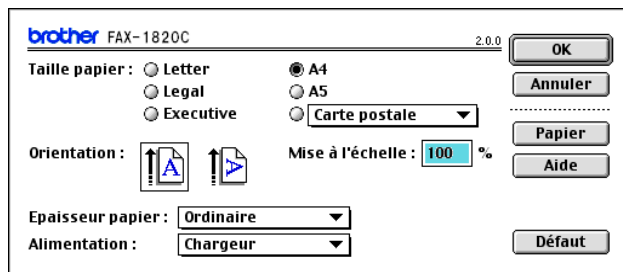 brother FAX-1820C
2.0.0
OK
Taille papier : Letter A4
Annuler
Legal A5
Executive Carte postale
Papier
Orientation : A A Mise à l'échelle : 100 %
Aide
Epaisseur papier : Ordinaire
Alimentation : Chargeur
Défaut